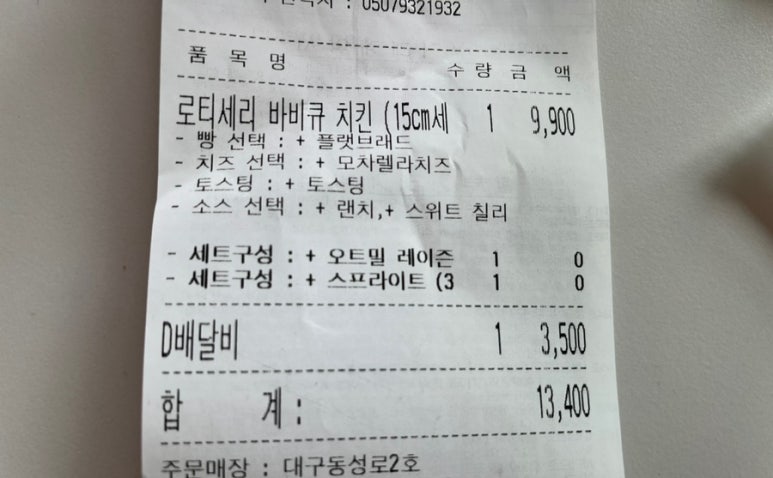 : 05079321932
품 목 명 수 량 금 액
로티세리 바비큐 치킨 (15cm세 1 9,900
- 빵 선택 : + 플랫브래드
- 치즈 선택 : + 모차렐라치즈
- 토스팅 : + 토스팅
- 소스 선택 : + 랜치,+ 스위트 칠리
- 세트구성 : + 오트밀 레이즌 1 0
- 세트구성 : + 스프라이트 (3 1 0
D배달비 1 3,500
합 계 : 13,400
주문매장 : 대구동성로2호